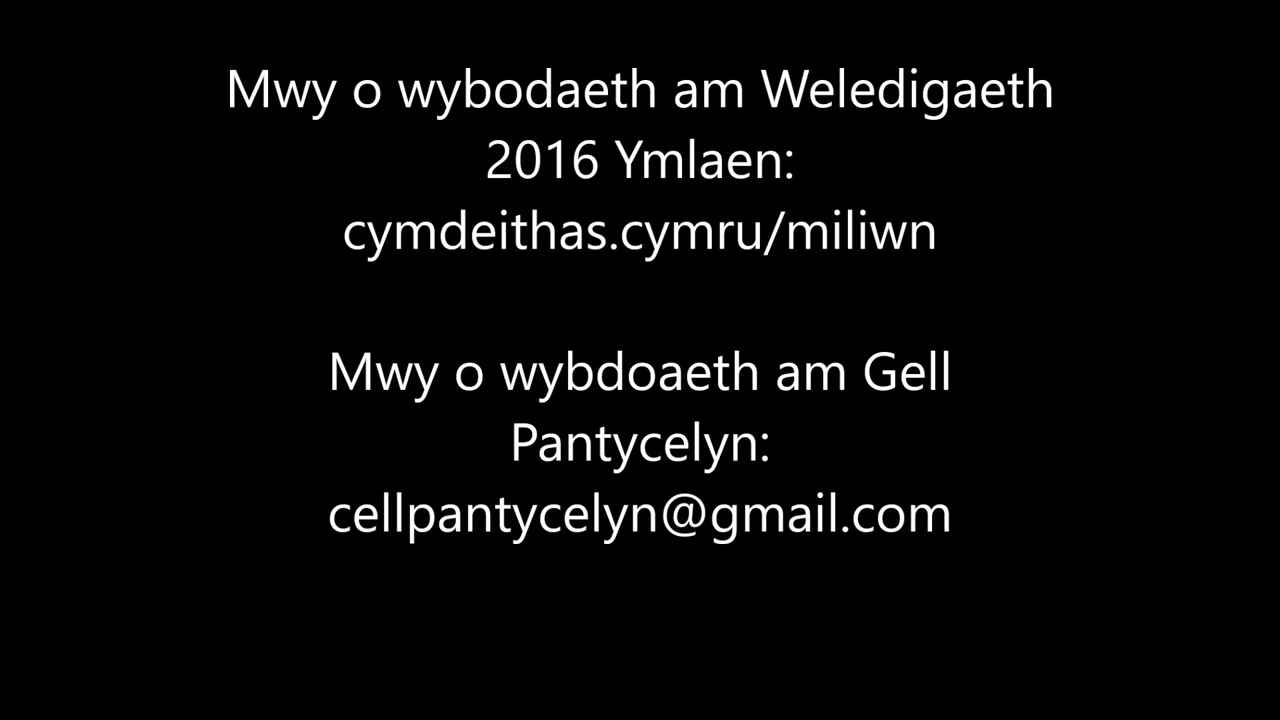 Mwy o wybodaeth am Weledigaeth
2016 Ymlaen:
cymdeithas.cymru/miliwn
Mwy o wybdoaeth am Gell
Pantycelyn:
cellpantycelyn@gmail.com